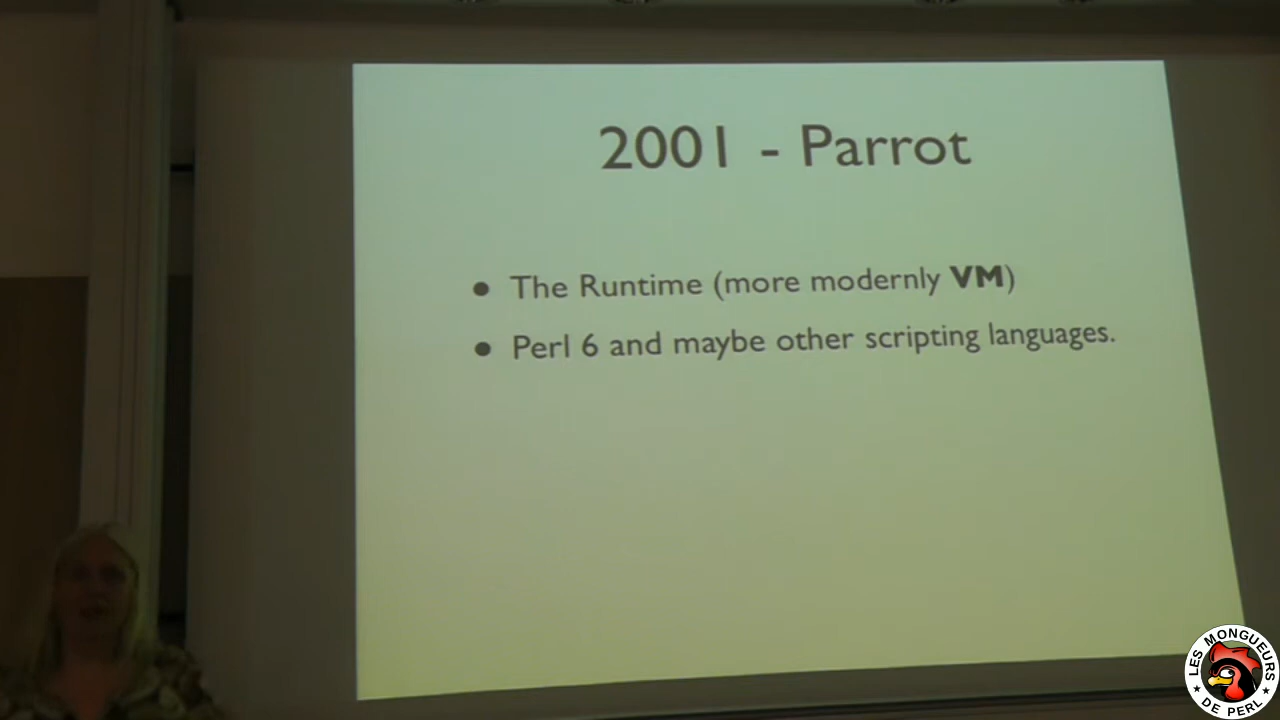 2001 - Parrot
• The Runtime (more modernly VM)
• Perl 6 and maybe other scripting languages.
LES MONGUEURS
★ DE PERL ★